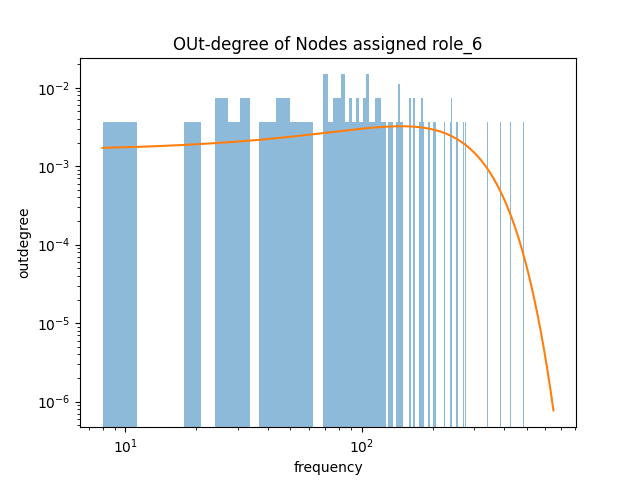 OUt-degree of Nodes assigned role_6
10⁻²
10⁻³
10⁻⁴
10⁻⁵
10⁻⁶
outdegree
10¹ 10²
frequency